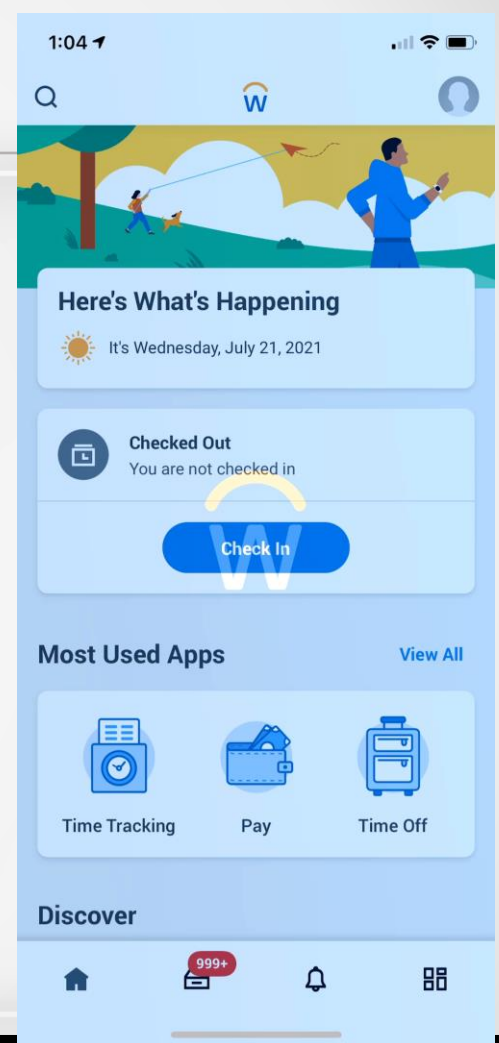 1:04
W
Here's What's Happening
It's Wednesday, July 21, 2021
Checked Out
You are not checked in
W
Check In
Most Used Apps
View All
Time Tracking
Pay
Time Off
Discover
999+